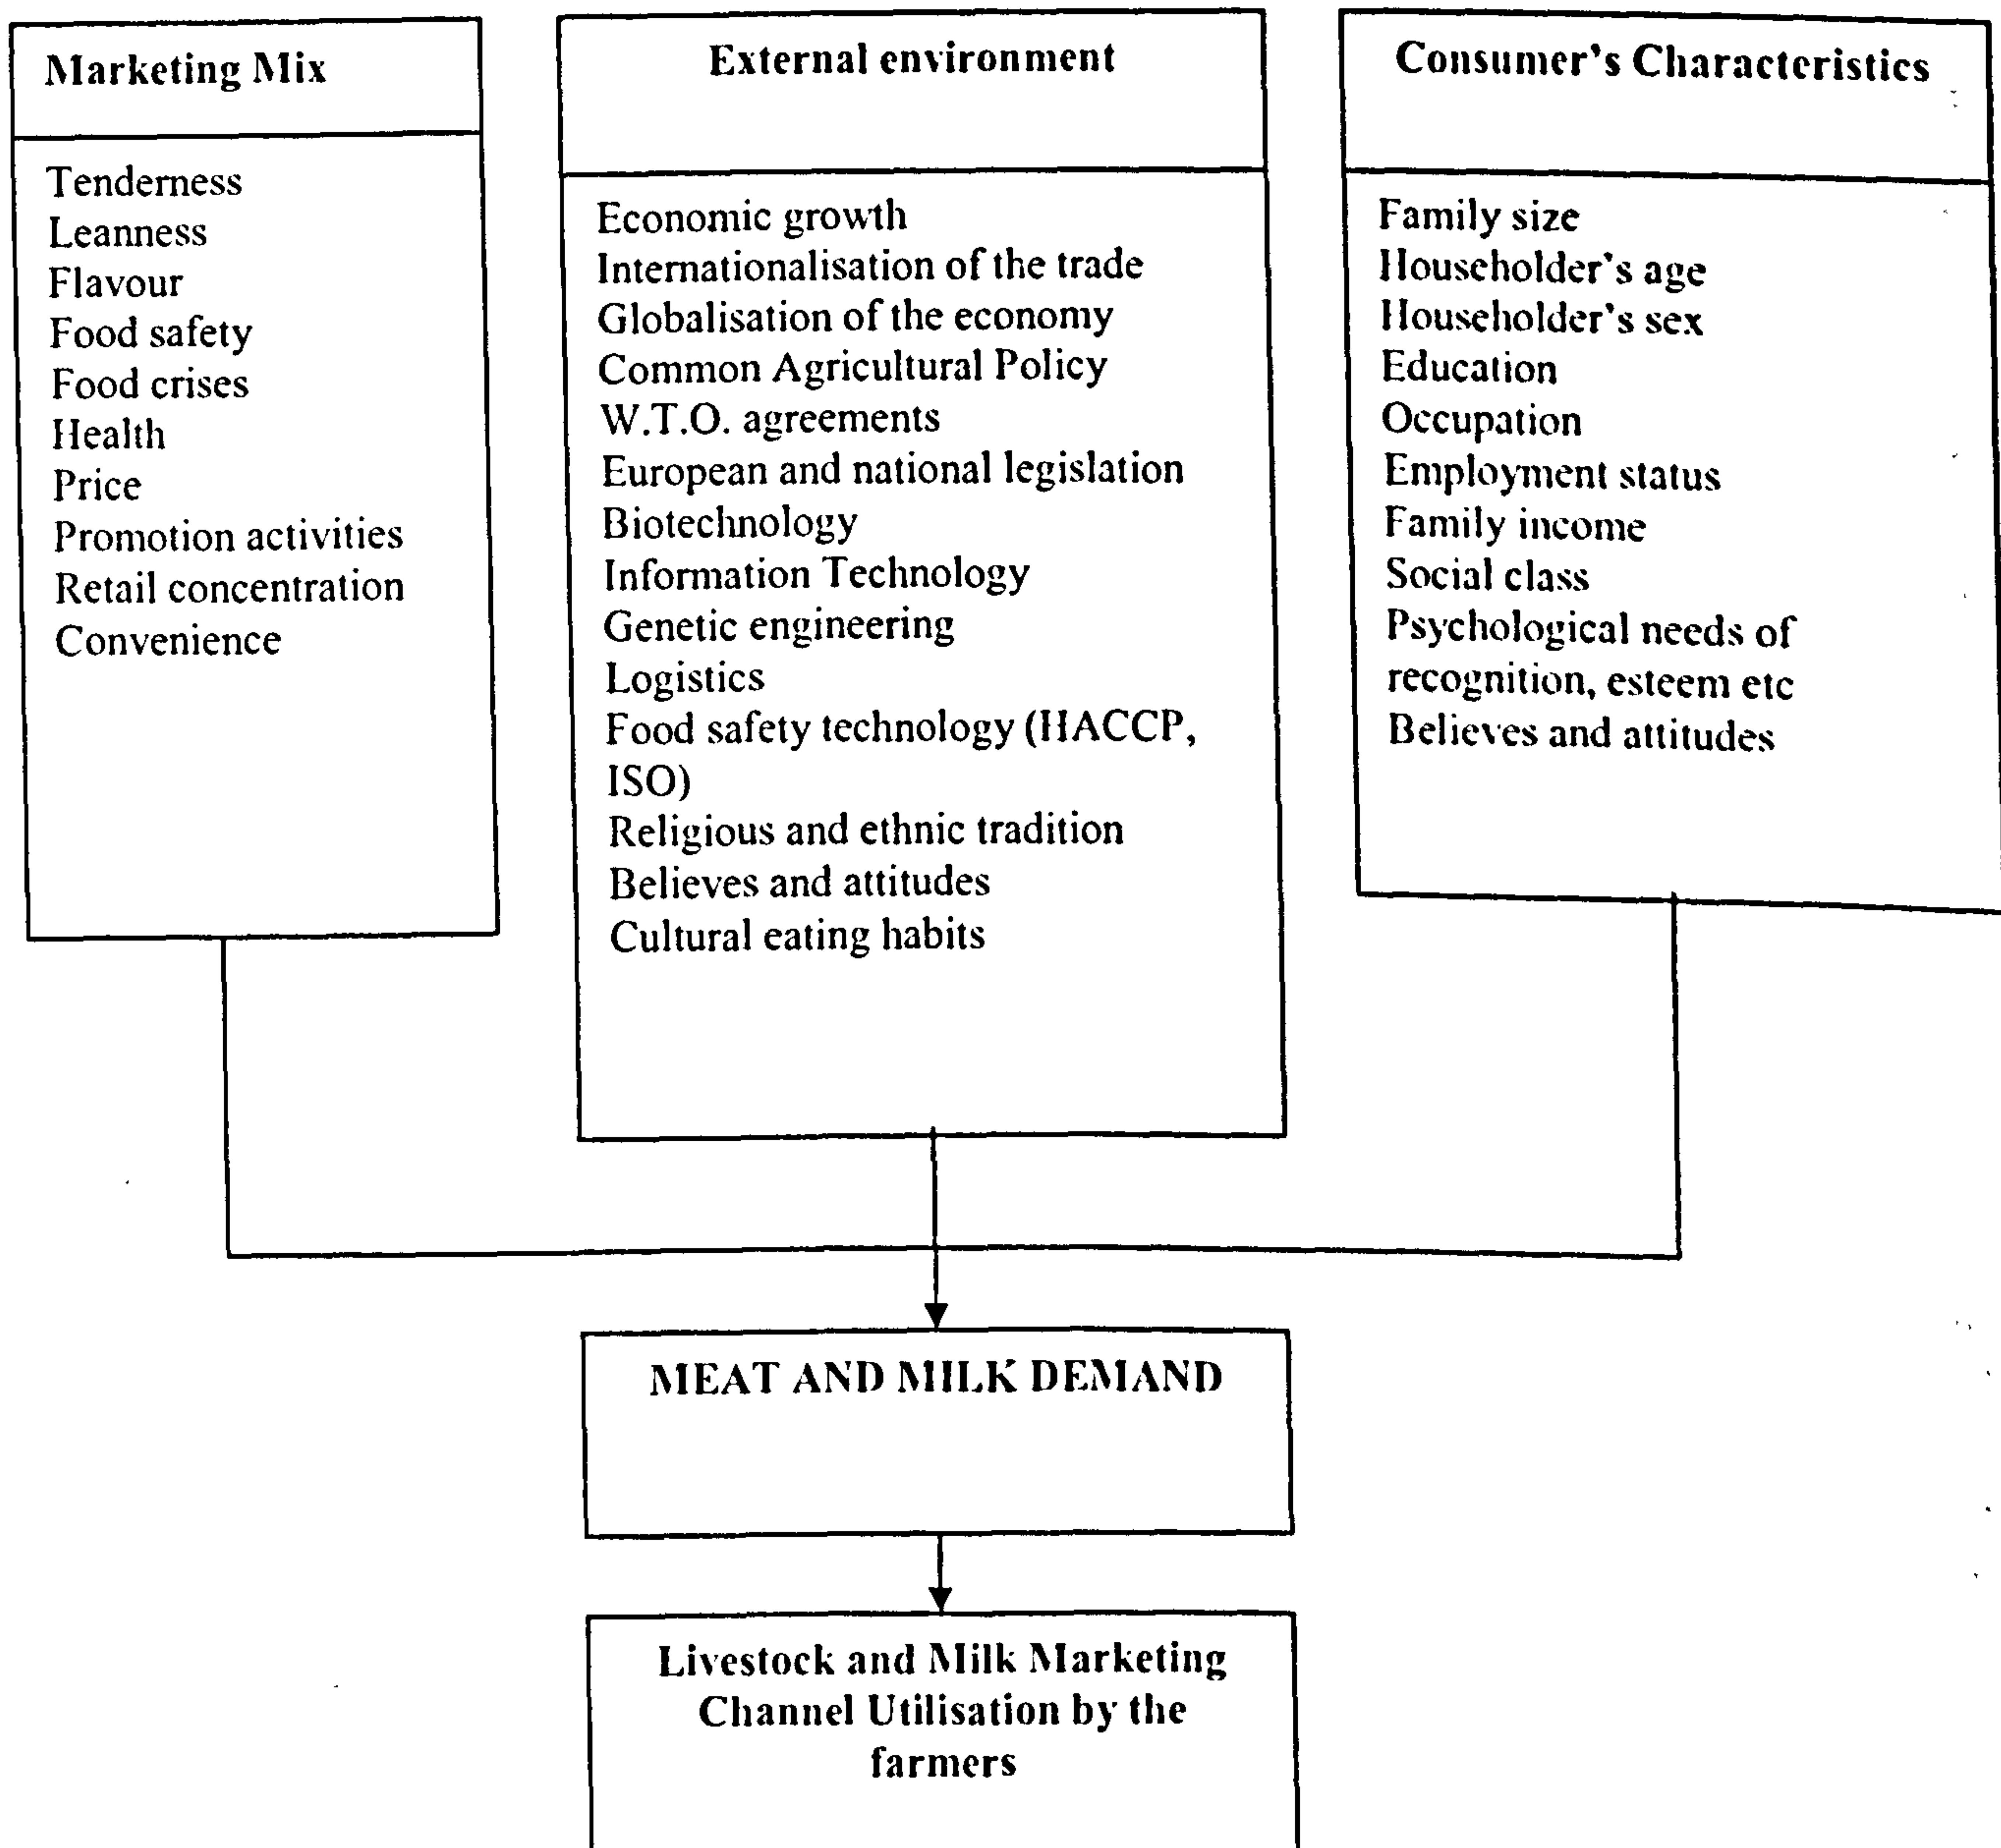 Marketing Mix
Tenderness
Leanness
Flavour
Food safety
Food crises
Health
Price
Promotion activities
Retail concentration
Convenience
External environment
Economic growth
Internationalisation of the trade
Globalisation of the economy
Common Agricultural Policy
W.T.O. agreements
European and national legislation
Biotechnology
Information Technology
Genetic engineering
Logistics
Food safety technology (HACCP,
ISO)
Religious and ethnic tradition
Believes and attitudes
Cultural eating habits
Consumer's Characteristics
Family size
Householder's age
Householder's sex
Education
Occupation
Employment status
Family income
Social class
Psychological needs of
recognition, esteem etc
Believes and attitudes
MEAT AND MILK DEMAND
Livestock and Milk Marketing
Channel Utilisation by the
farmers